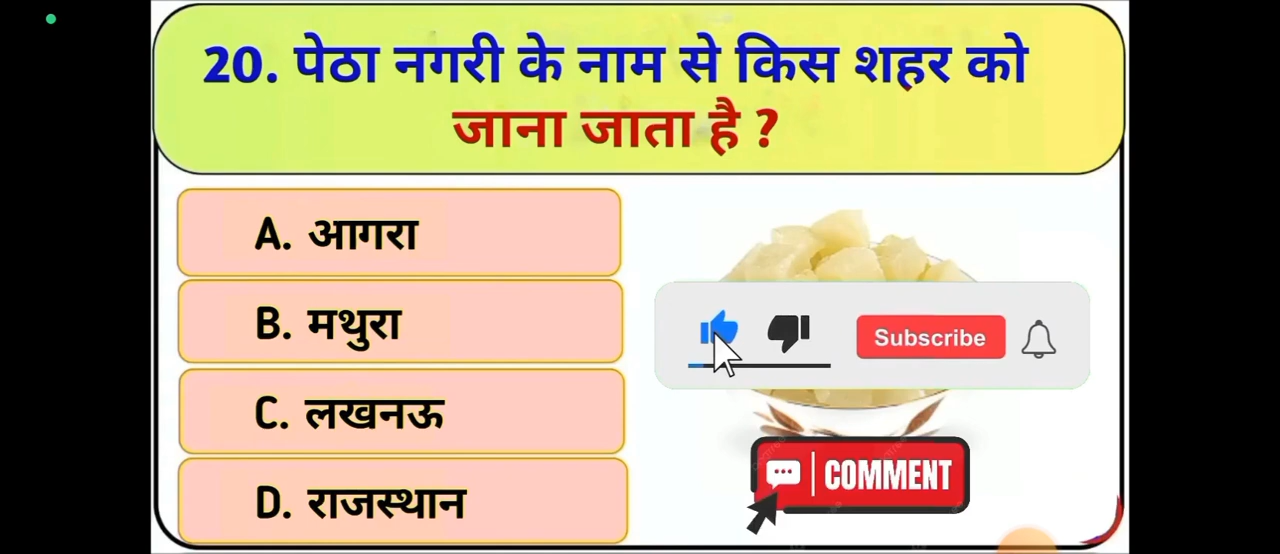 20. पेठा नगरी के नाम से किस शहर को
जाना जाता है ?
A. आगरा
B. मथुरा
C. लखनऊ
D. राजस्थान
Subscribe
COMMENT